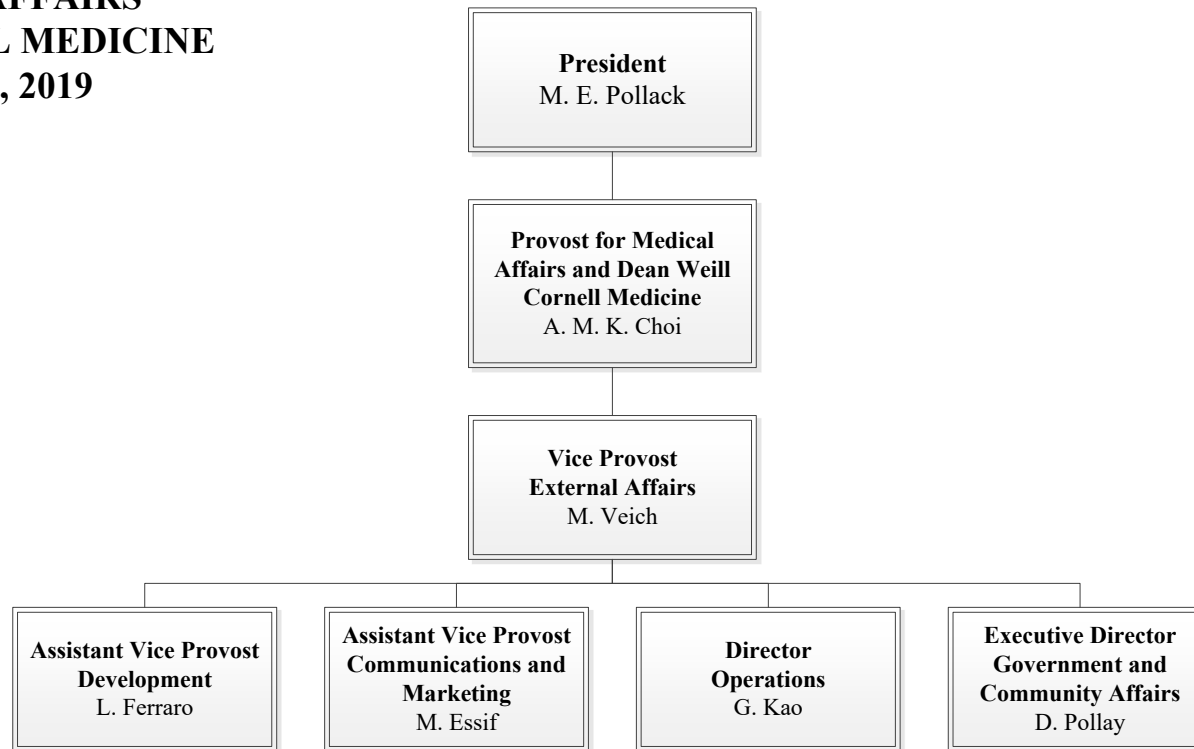 AFFAIRS
L MEDICINE
, 2019
President
M. E. Pollack
Provost for Medical
Affairs and Dean Weill
Cornell Medicine
A. M. K. Choi
Vice Provost
External Affairs
M. Veich
Assistant Vice Provost
Development
L. Ferraro
Assistant Vice Provost
Communications and
Marketing
M. Essif
Director
Operations
G. Kao
Executive Director
Government and
Community Affairs
D. Pollay